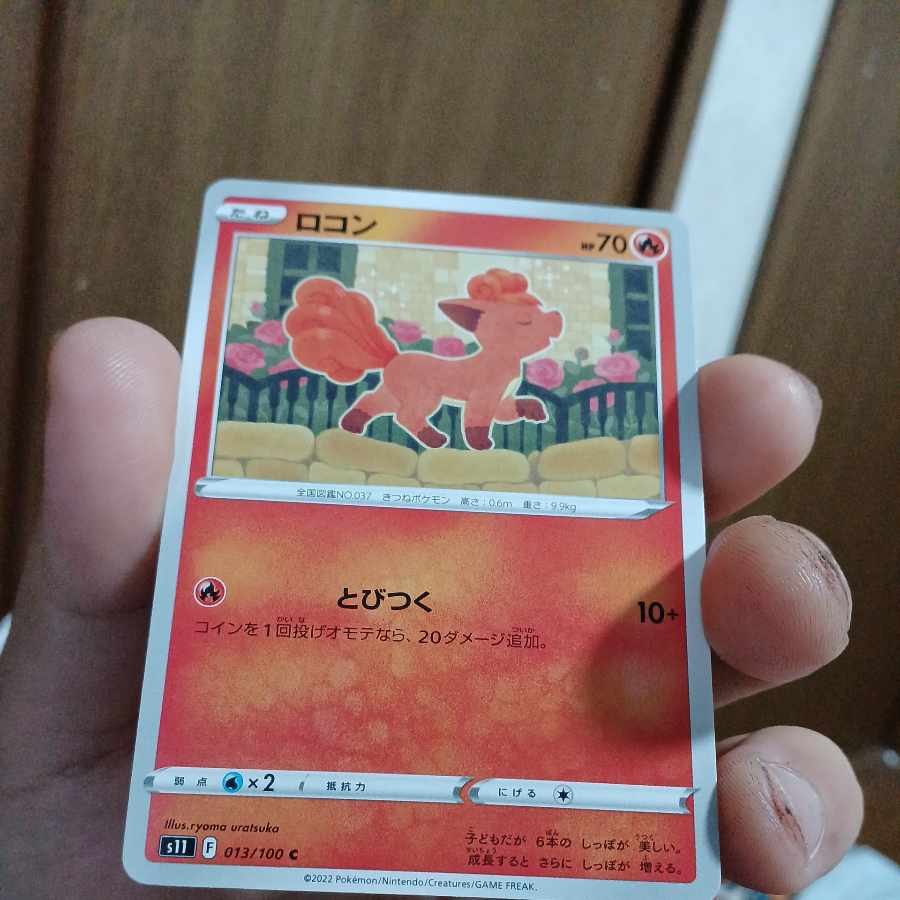 たね ロコン HP70
全国図鑑NO.037 きつねポケモン 高さ:0.6m 重さ:9.9kg
とびつく 10+
コインを1回投げオモテなら、20ダメージ追加。
弱点 ×2 抵抗力 にげる
Illus.ryoma uratsuka
s11 F 013/100 C
子どもだが 6本の しっぽが 美しい。
成長すると さらに しっぽが 増える。
©2022 Pokémon/Nintendo/Creatures/GAME FREAK.